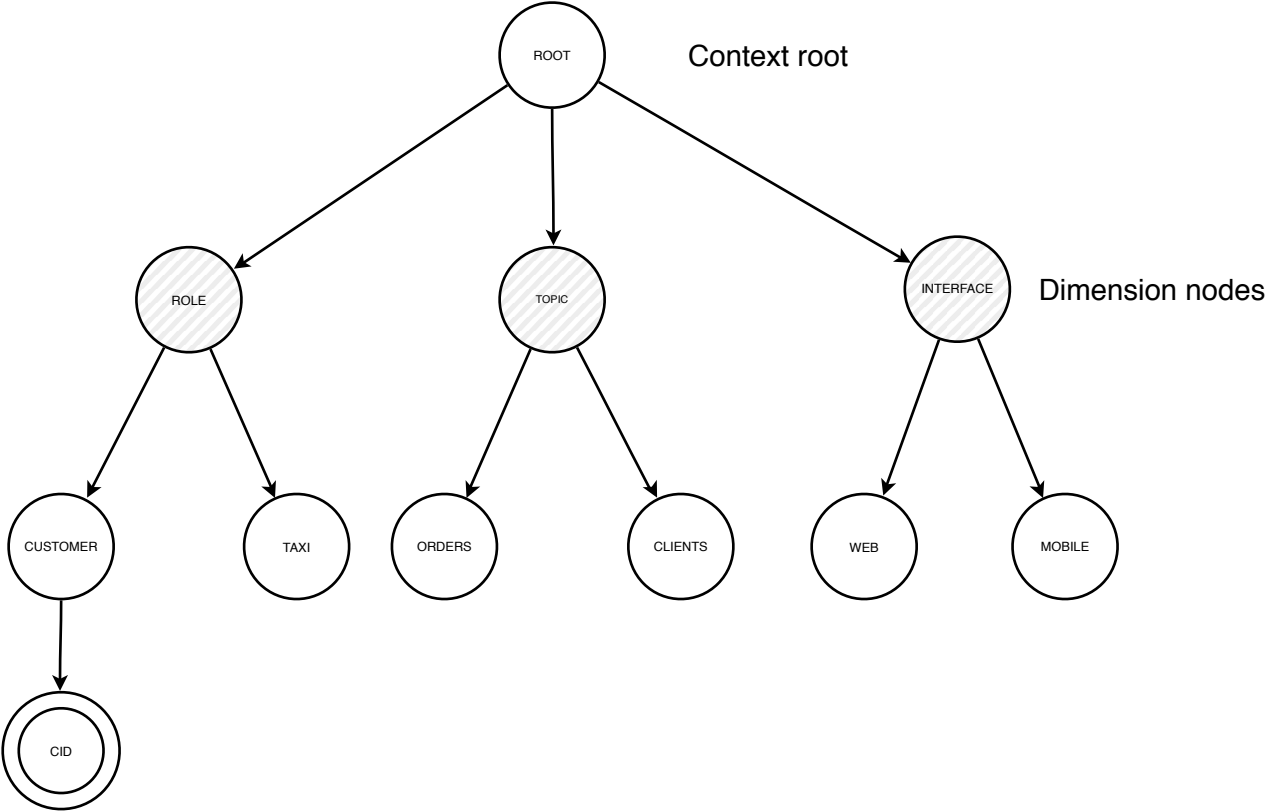 ROOT
Context root
ROLE
TOPIC
INTERFACE
Dimension nodes
CUSTOMER
TAXI
ORDERS
CLIENTS
WEB
MOBILE
CID